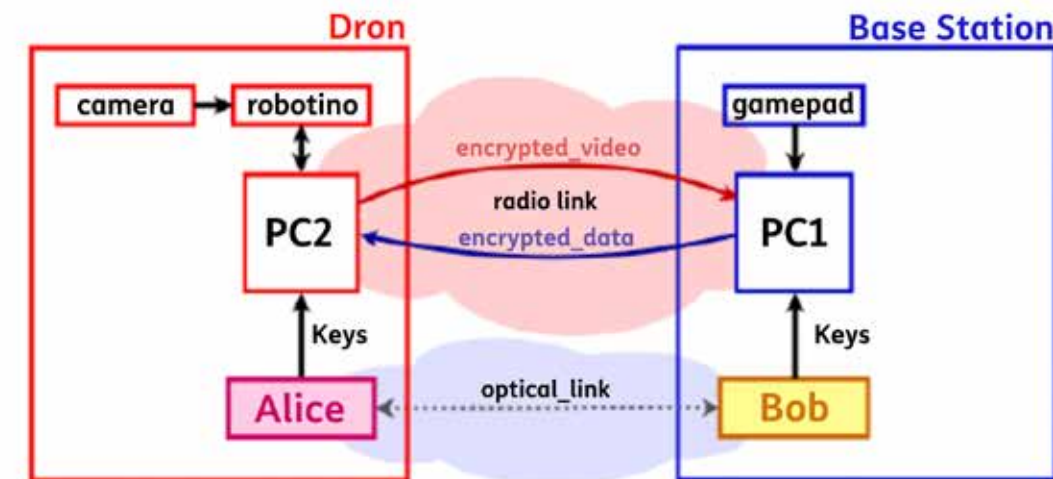 Dron
Base Station
camera
robotino
gamepad
encrypted_video
radio link
encrypted_data
PC2
PC1
Keys
Keys
optical_link
Alice
Bob